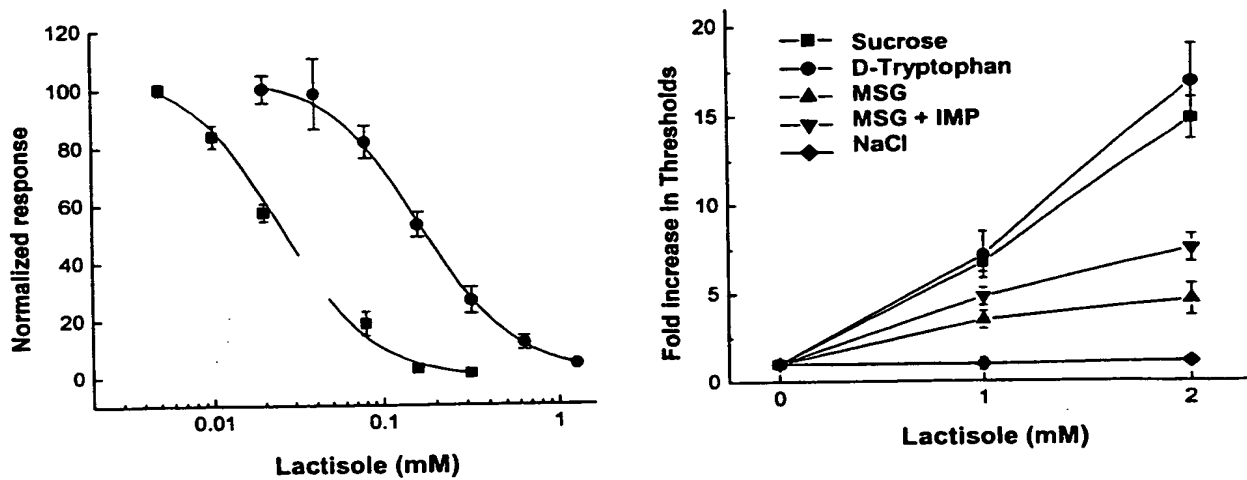 Normalized response
120
100
80
60
40
20
0
0.01
0.1
1
Lactisole (mM)
Fold Increase in Thresholds
20
15
10
5
0
Sucrose
D-Tryptophan
MSG
MSG + IMP
NaCl
0
1
2
Lactisole (mM)